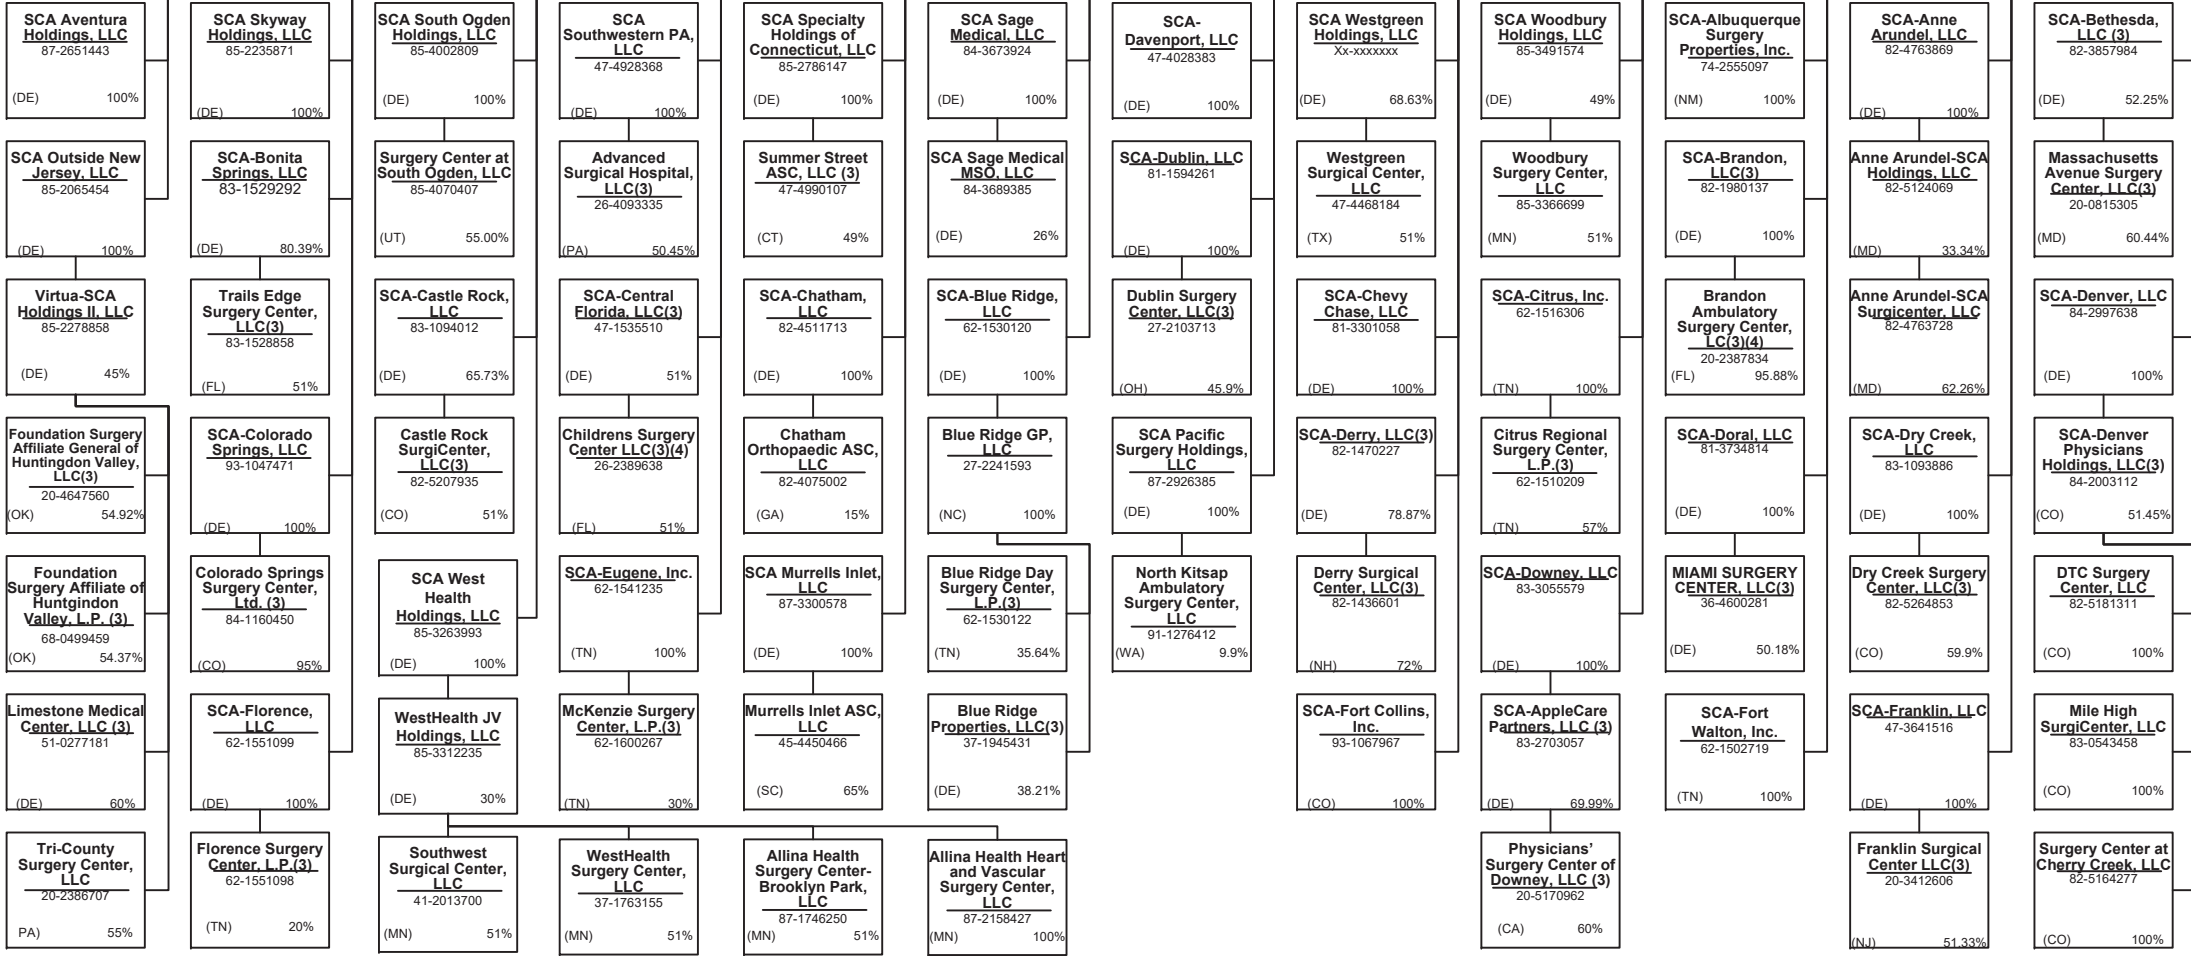 SCA Aventura
Holdings, LLC
87-2651443
(DE) 100%
SCA Outside New
Jersey, LLC
85-2065454
(DE) 100%
Virtua-SCA
Holdings II, LLC
85-2278858
(DE) 45%
Foundation Surgery
Affiliate General of
Huntingdon Valley,
LLC(3)
20-4647560
(OK) 54.92%
Foundation
Surgery Affiliate of
Huntgindon
Valley, L.P. (3)
68-0499459
(OK) 54.37%
Limestone Medical
Center, LLC (3)
51-0277181
(DE) 60%
Tri-County
Surgery Center,
LLC
20-2386707
PA) 55%
SCA Skyway
Holdings, LLC
85-2235871
(DE) 100%
SCA-Bonita
Springs, LLC
83-1529292
(DE) 80.39%
Trails Edge
Surgery Center,
LLC(3)
83-1528858
(FL) 51%
SCA-Colorado
Springs, LLC
93-1047471
(DE) 100%
Colorado Springs
Surgery Center,
Ltd. (3)
84-1160450
(CO) 95%
SCA-Florence,
LLC
62-1551099
(DE) 100%
Florence Surgery
Center, L.P.(3)
62-1551098
(TN) 20%
SCA South Ogden
Holdings, LLC
85-4002809
(DE) 100%
Surgery Center at
South Ogden, LLC
85-4070407
(UT) 55.00%
SCA-Castle Rock,
LLC
83-1094012
(DE) 65.73%
Castle Rock
SurgiCenter,
LLC(3)
82-5207935
(CO) 51%
SCA West
Health
Holdings, LLC
85-3263993
(DE) 100%
WestHealth JV
Holdings, LLC
85-3312235
(DE) 30%
Southwest
Surgical Center,
LLC
41-2013700
(MN) 51%
SCA
Southwestern PA,
LLC
47-4928368
(DE) 100%
Advanced
Surgical Hospital,
LLC(3)
26-4093335
(PA) 50.45%
SCA-Central
Florida, LLC(3)
47-1535510
(DE) 51%
Childrens Surgery
Center LLC(3)(4)
26-2389638
(FL) 51%
SCA-Eugene, Inc.
62-1541235
(TN) 100%
McKenzie Surgery
Center, L.P.(3)
62-1600267
(TN) 30%
WestHealth
Surgery Center,
LLC
37-1763155
(MN) 51%
SCA Specialty
Holdings of
Connecticut, LLC
85-2786147
(DE) 100%
Summer Street
ASC, LLC (3)
47-4990107
(CT) 49%
SCA-Chatham,
LLC
82-4511713
(DE) 100%
Chatham
Orthopaedic ASC,
LLC
82-4075002
(GA) 15%
SCA Murrells Inlet,
LLC
87-3300578
(DE) 100%
Murrells Inlet ASC,
LLC
45-4450466
(SC) 65%
Allina Health
Surgery Center-
Brooklyn Park,
LLC
87-1746250
(MN) 51%
SCA Sage
Medical, LLC
84-3673924
(DE) 100%
SCA Sage Medical
MSO, LLC
84-3689385
(DE) 26%
SCA-Blue Ridge,
LLC
62-1530120
(DE) 100%
Blue Ridge GP,
LLC
27-2241593
(NC) 100%
Blue Ridge Day
Surgery Center,
L.P.(3)
62-1530122
(TN) 35.64%
Blue Ridge
Properties, LLC(3)
37-1945431
(DE) 38.21%
Allina Health Heart
and Vascular
Surgery Center,
LLC
87-2158427
(MN) 100%
SCA-
Davenport, LLC
47-4028383
(DE) 100%
SCA-Dublin, LLC
81-1594261
(DE) 100%
Dublin Surgery
Center, LLC(3)
27-2103713
(OH) 45.9%
SCA Pacific
Surgery Holdings,
LLC
87-2926385
(DE) 100%
North Kitsap
Ambulatory
Surgery Center,
LLC
91-1276412
(WA) 9.9%
SCA Westgreen
Holdings, LLC
Xx-xxxxxxx
(DE) 68.63%
Westgreen
Surgical Center,
LLC
47-4468184
(TX) 51%
SCA-Chevy
Chase, LLC
81-3301058
(DE) 100%
SCA-Derry, LLC(3)
82-1470227
(DE) 78.87%
Derry Surgical
Center, LLC(3)
82-1436601
(NH) 72%
SCA-Fort Collins,
Inc.
93-1067967
(CO) 100%
SCA Woodbury
Holdings, LLC
85-3491574
(DE) 49%
Woodbury
Surgery Center,
LLC
85-3366699
(MN) 51%
SCA-Citrus, Inc.
62-1516306
(TN) 100%
Citrus Regional
Surgery Center,
L.P.(3)
62-1510209
(TN) 57%
SCA-Downey, LLC
83-3055579
(DE) 100%
SCA-AppleCare
Partners, LLC (3)
83-2703057
(DE) 69.99%
Physicians’
Surgery Center of
Downey, LLC (3)
20-5170962
(CA) 60%
SCA-Albuquerque
Surgery
Properties, Inc.
74-2555097
(NM) 100%
SCA-Brandon,
LLC(3)
82-1980137
(DE) 100%
Brandon
Ambulatory
Surgery Center,
LC(3)(4)
20-2387834
(FL) 95.88%
SCA-Doral, LLC
81-3734814
(DE) 100%
MIAMI SURGERY
CENTER, LLC(3)
36-4600281
(DE) 50.18%
SCA-Fort
Walton, Inc.
62-1502719
(TN) 100%
SCA-Anne
Arundel, LLC
82-4763869
(DE) 100%
Anne Arundel-SCA
Holdings, LLC
82-5124069
(MD) 33.34%
Anne Arundel-SCA
Surgicenter, LLC
82-4763728
(MD) 62.26%
SCA-Dry Creek,
LLC
83-1093886
(DE) 100%
Dry Creek Surgery
Center, LLC(3)
82-5264853
(CO) 59.9%
SCA-Franklin, LLC
47-3641516
(DE) 100%
Franklin Surgical
Center LLC(3)
20-3412606
(NJ) 51.33%
SCA-Bethesda,
LLC (3)
82-3857984
(DE) 52.25%
Massachusetts
Avenue Surgery
Center, LLC(3)
20-0815305
(MD) 60.44%
SCA-Denver, LLC
84-2997638
(DE) 100%
SCA-Denver
Physicians
Holdings, LLC(3)
84-2003112
(CO) 51.45%
DTC Surgery
Center, LLC
82-5181311
(CO) 100%
Mile High
SurgiCenter, LLC
83-0543458
(CO) 100%
Surgery Center at
Cherry Creek, LLC
82-5164277
(CO) 100%